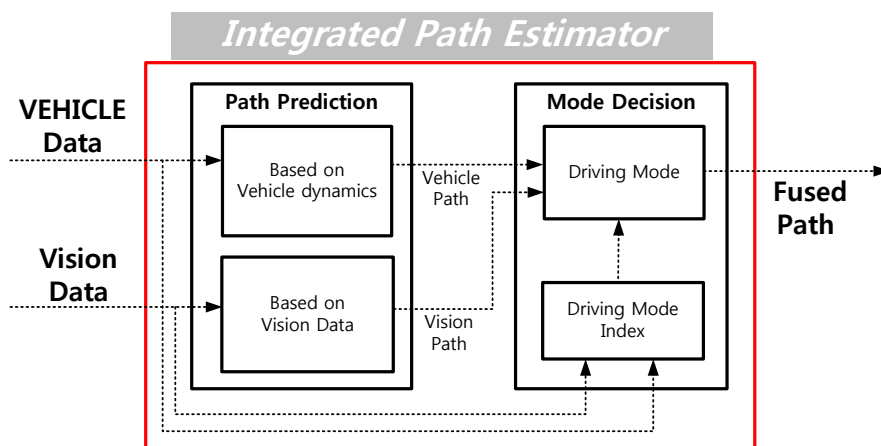 Integrated Path Estimator
VEHICLE
Data
Vision
Data
Path Prediction
Based on
Vehicle dynamics
Based on
Vision Data
Vehicle
Path
Vision
Path
Mode Decision
Driving Mode
Driving Mode
Index
Fused
Path